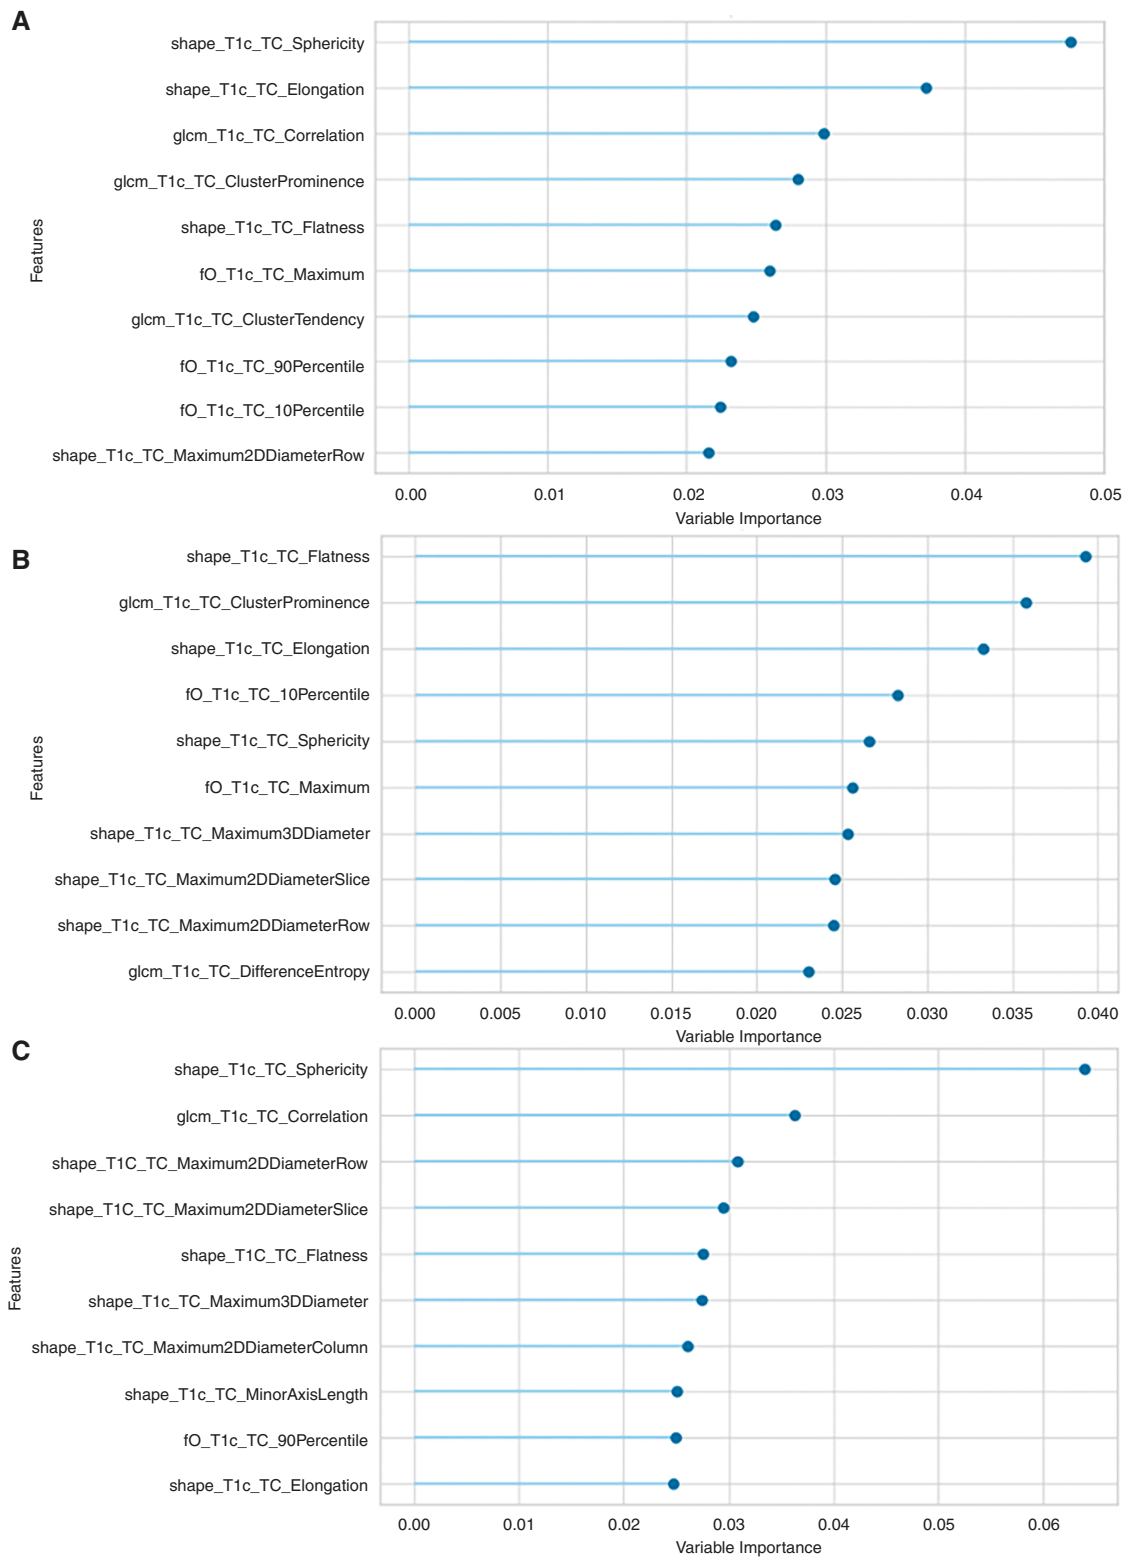 A
shape_T1c_TC_Sphericity
shape_T1c_TC_Elongation
glcm_T1c_TC_Correlation
glcm_T1c_TC_ClusterProminence
shape_T1c_TC_Flatness
fO_T1c_TC_Maximum
glcm_T1c_TC_ClusterTendency
fO_T1c_TC_90Percentile
fO_T1c_TC_10Percentile
shape_T1c_TC_Maximum2DDiameterRow
Features
0.00 0.01 0.02 0.03 0.04 0.05
Variable Importance
B
shape_T1c_TC_Flatness
glcm_T1c_TC_ClusterProminence
shape_T1c_TC_Elongation
fO_T1c_TC_10Percentile
shape_T1c_TC_Sphericity
fO_T1c_TC_Maximum
shape_T1c_TC_Maximum3DDiameter
shape_T1c_TC_Maximum2DDiameterSlice
shape_T1c_TC_Maximum2DDiameterRow
glcm_T1c_TC_DifferenceEntropy
Features
0.000 0.005 0.010 0.015 0.020 0.025 0.030 0.035 0.040
Variable Importance
C
shape_T1c_TC_Sphericity
glcm_T1c_TC_Correlation
shape_T1C_TC_Maximum2DDiameterRow
shape_T1C_TC_Maximum2DDiameterSlice
shape_T1C_TC_Flatness
shape_T1c_TC_Maximum3DDiameter
shape_T1c_TC_Maximum2DDiameterColumn
shape_T1c_TC_MinorAxisLength
fO_T1c_TC_90Percentile
shape_T1c_TC_Elongation
Features
0.00 0.01 0.02 0.03 0.04 0.05 0.06
Variable Importance